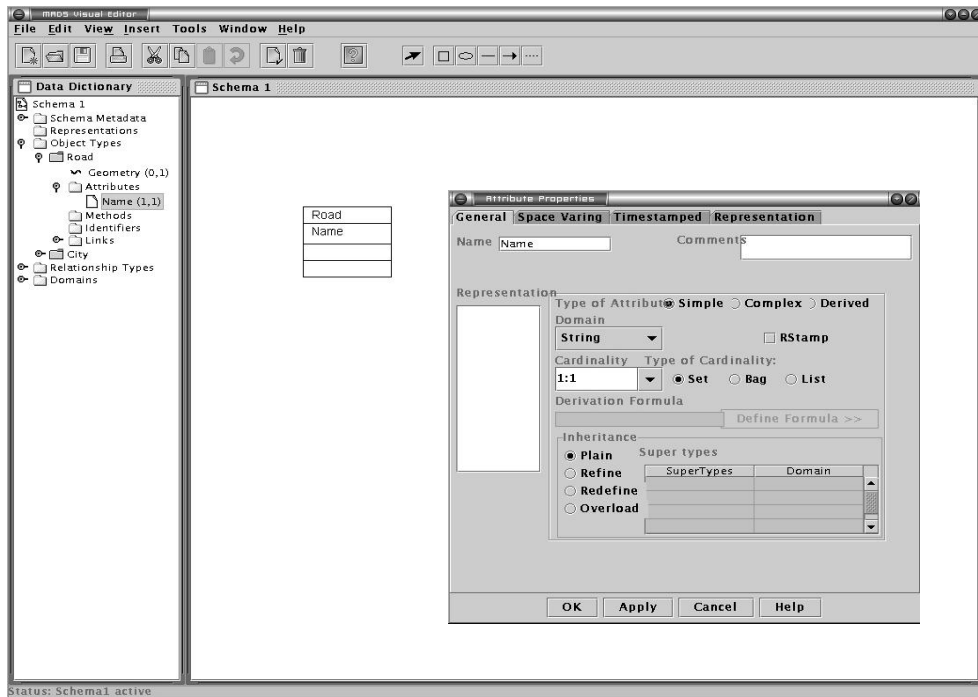 MADS Visual Editor
File Edit View Insert Tools Window Help
Data Dictionary
Schema 1
Schema Metadata
Representations
Object Types
Road
Geometry (0,1)
Attributes
Name (1,1)
Methods
Identifiers
Links
City
Relationship Types
Domains
Schema 1
Road
Name
Attribute Properties
General Space Varing Timestamped Representation
Name Name Comments
Representation
Type of Attribute Simple Complex Derived
Domain
String RStamp
Cardinality Type of Cardinality:
1:1 Set Bag List
Derivation Formula
Define Formula >>
Inheritance
Plain Super types
Refine SuperTypes Domain
Redefine
Overload
OK Apply Cancel Help
Status: Schema1 active